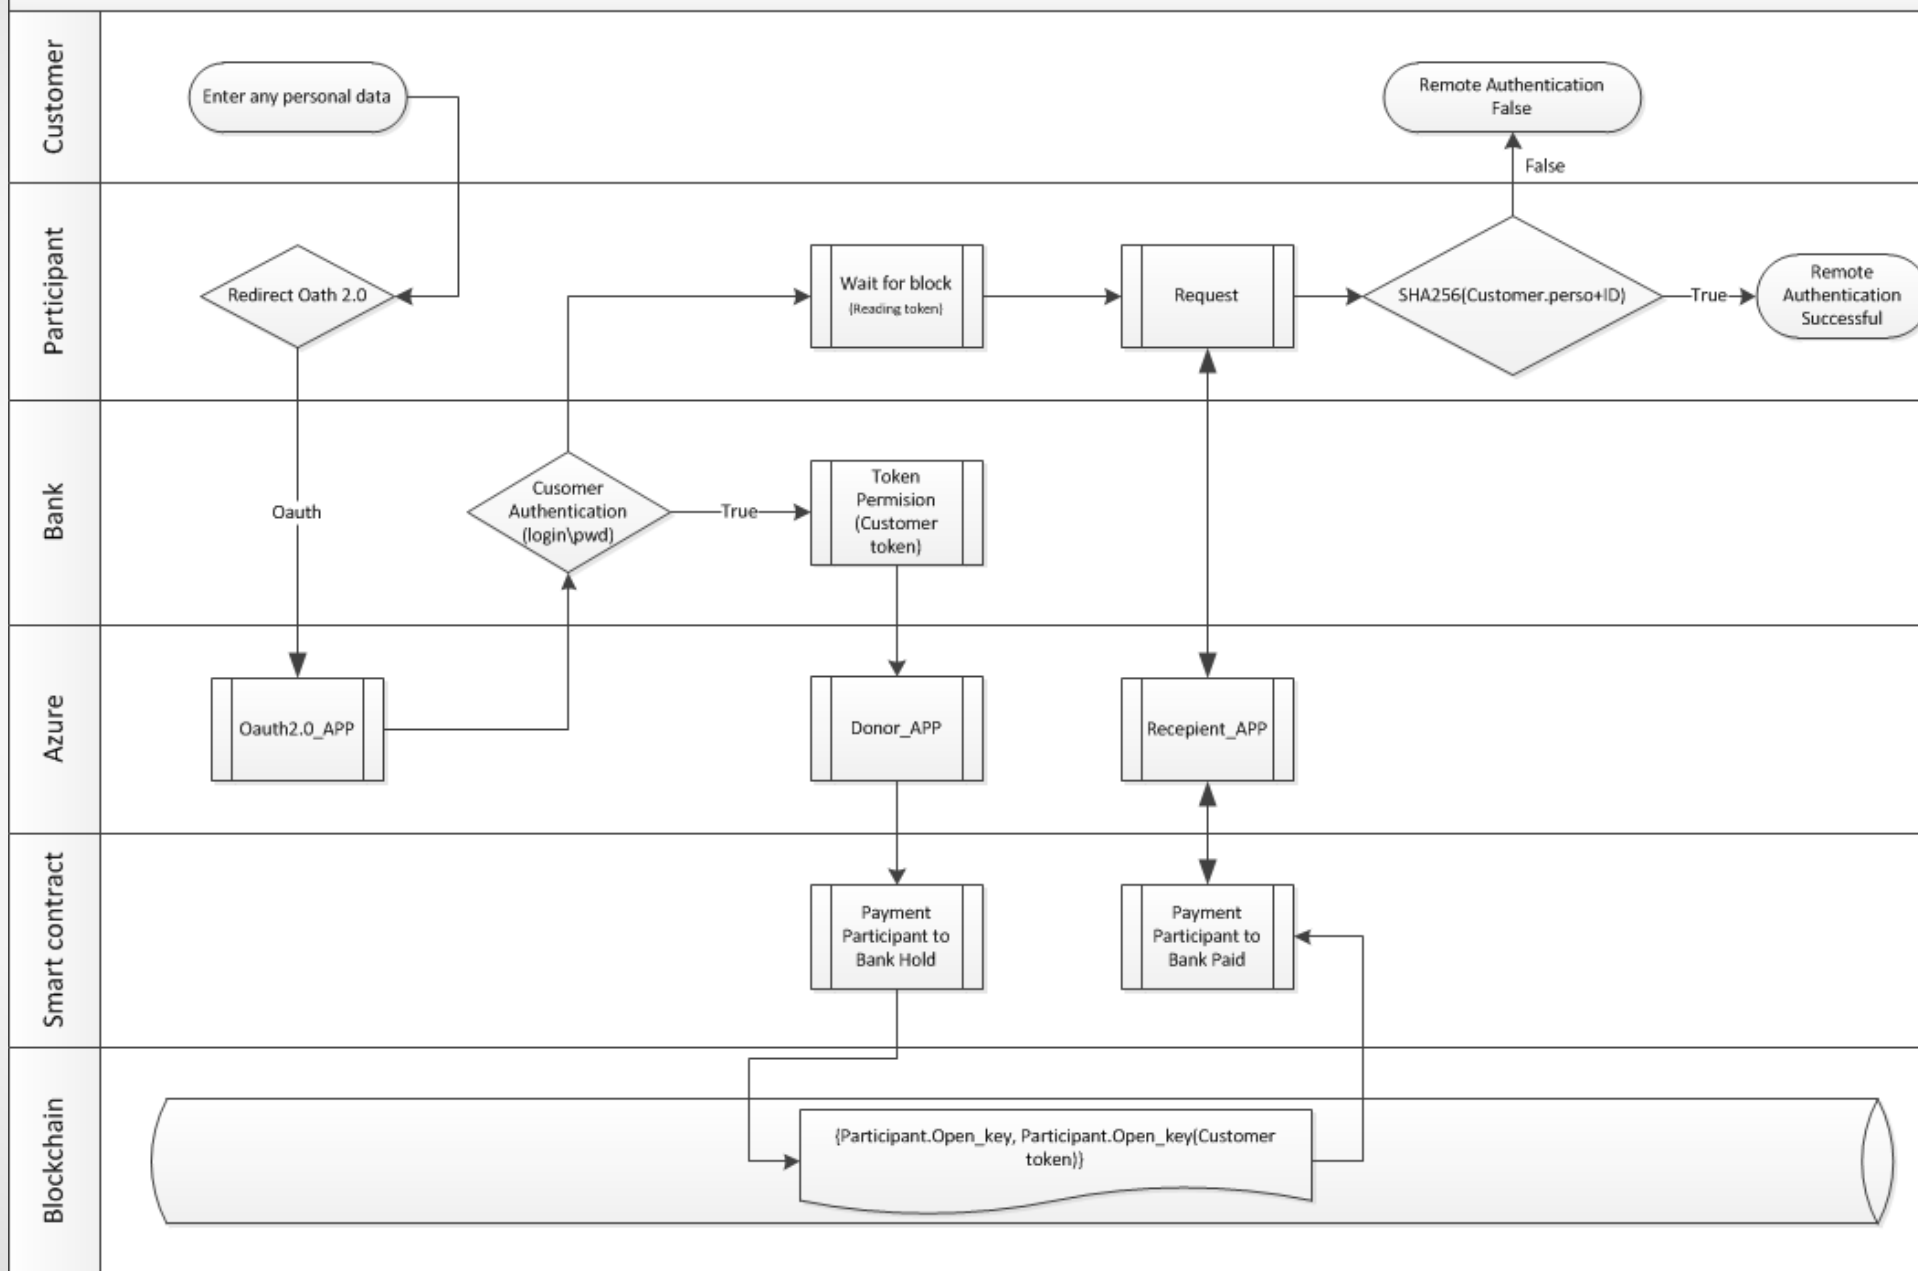 Customer
Enter any personal data
Remote Authentication
False
False
Participant
Redirect Oath 2.0
Wait for block
(Reading token)
Request
SHA256(Customer.perso+ID)
True
Remote
Authentication
Successful
Bank
Oauth
Cusomer
Authentication
(login\pwd)
True
Token
Permision
(Customer
token)
Azure
Oauth2.0_APP
Donor_APP
Recepient_APP
Smart contract
Payment
Participant to
Bank Hold
Payment
Participant to
Bank Paid
Blockchain
{Participant.Open_key, Participant.Open_key(Customer
token)}